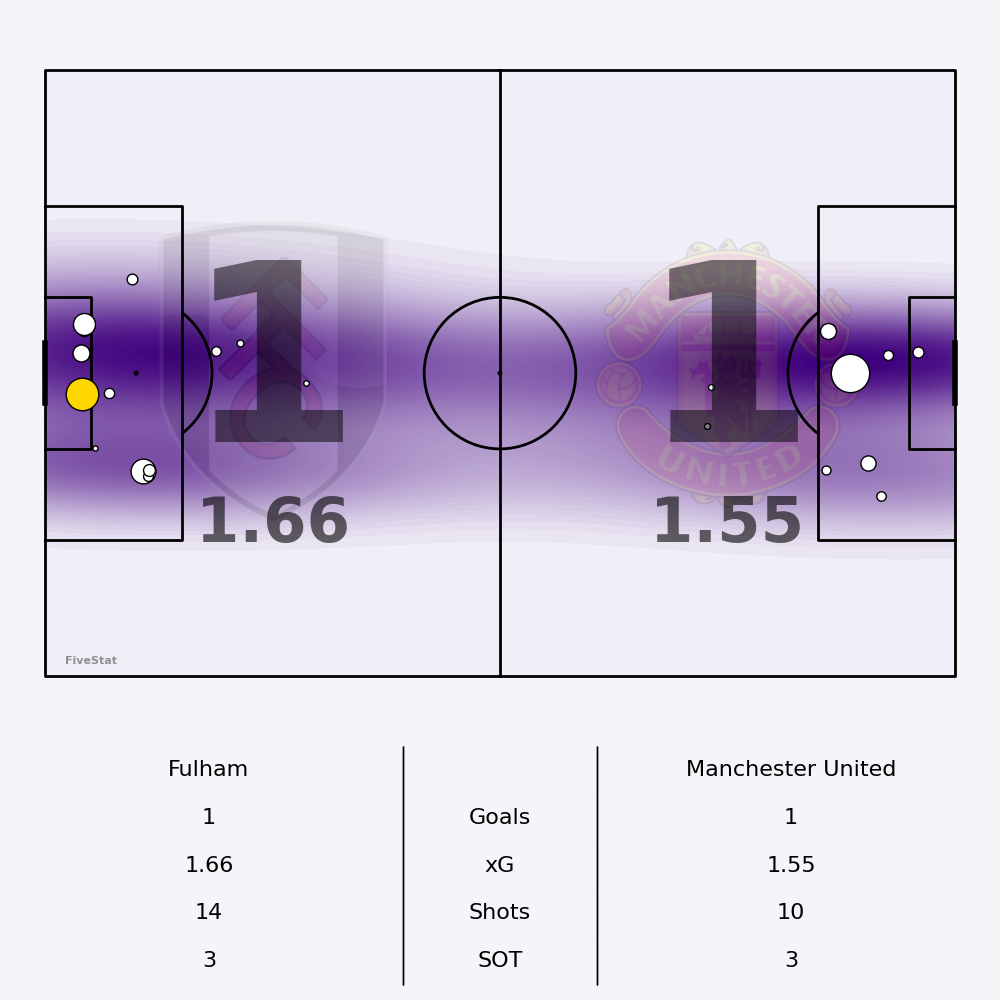 MANCHESTER
1 1
UNITED
1.66 1.55
FiveStat
Fulham Manchester United
1 Goals 1
1.66 xG 1.55
14 Shots 10
3 SOT 3